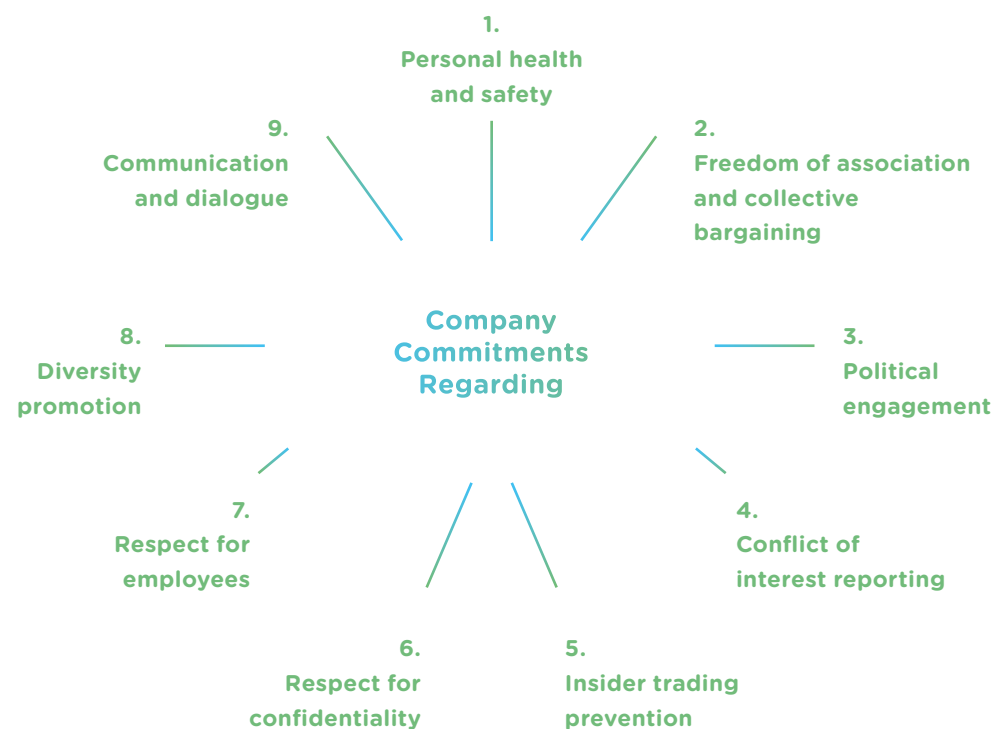 1.
Personal health
and safety
2.
Freedom of association
and collective
bargaining
3.
Political
engagement
4.
Conflict of
interest reporting
5.
Insider trading
prevention
6.
Respect for
confidentiality
7.
Respect for
employees
8.
Diversity
promotion
9.
Communication
and dialogue
Company
Commitments
Regarding